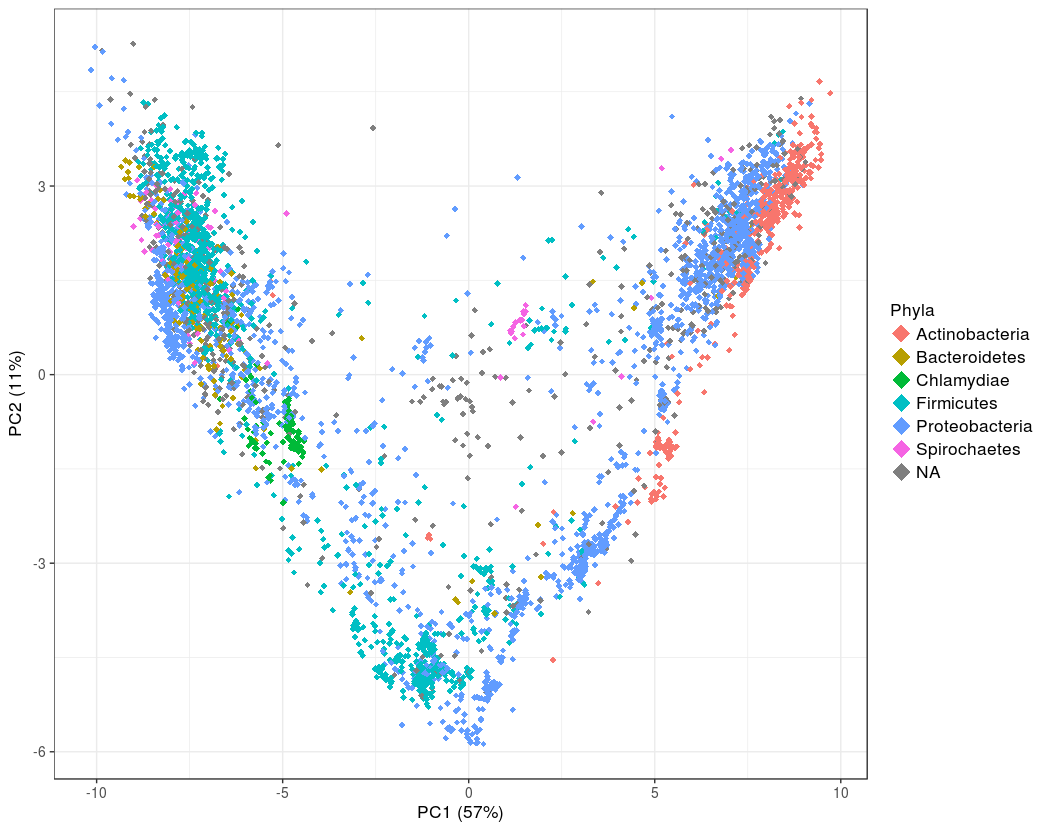 3
0
-3
-6
-10
-5
0
5
10
PC1 (57%)
PC2 (11%)
Phyla
Actinobacteria
Bacteroidetes
Chlamydiae
Firmicutes
Proteobacteria
Spirochaetes
NA